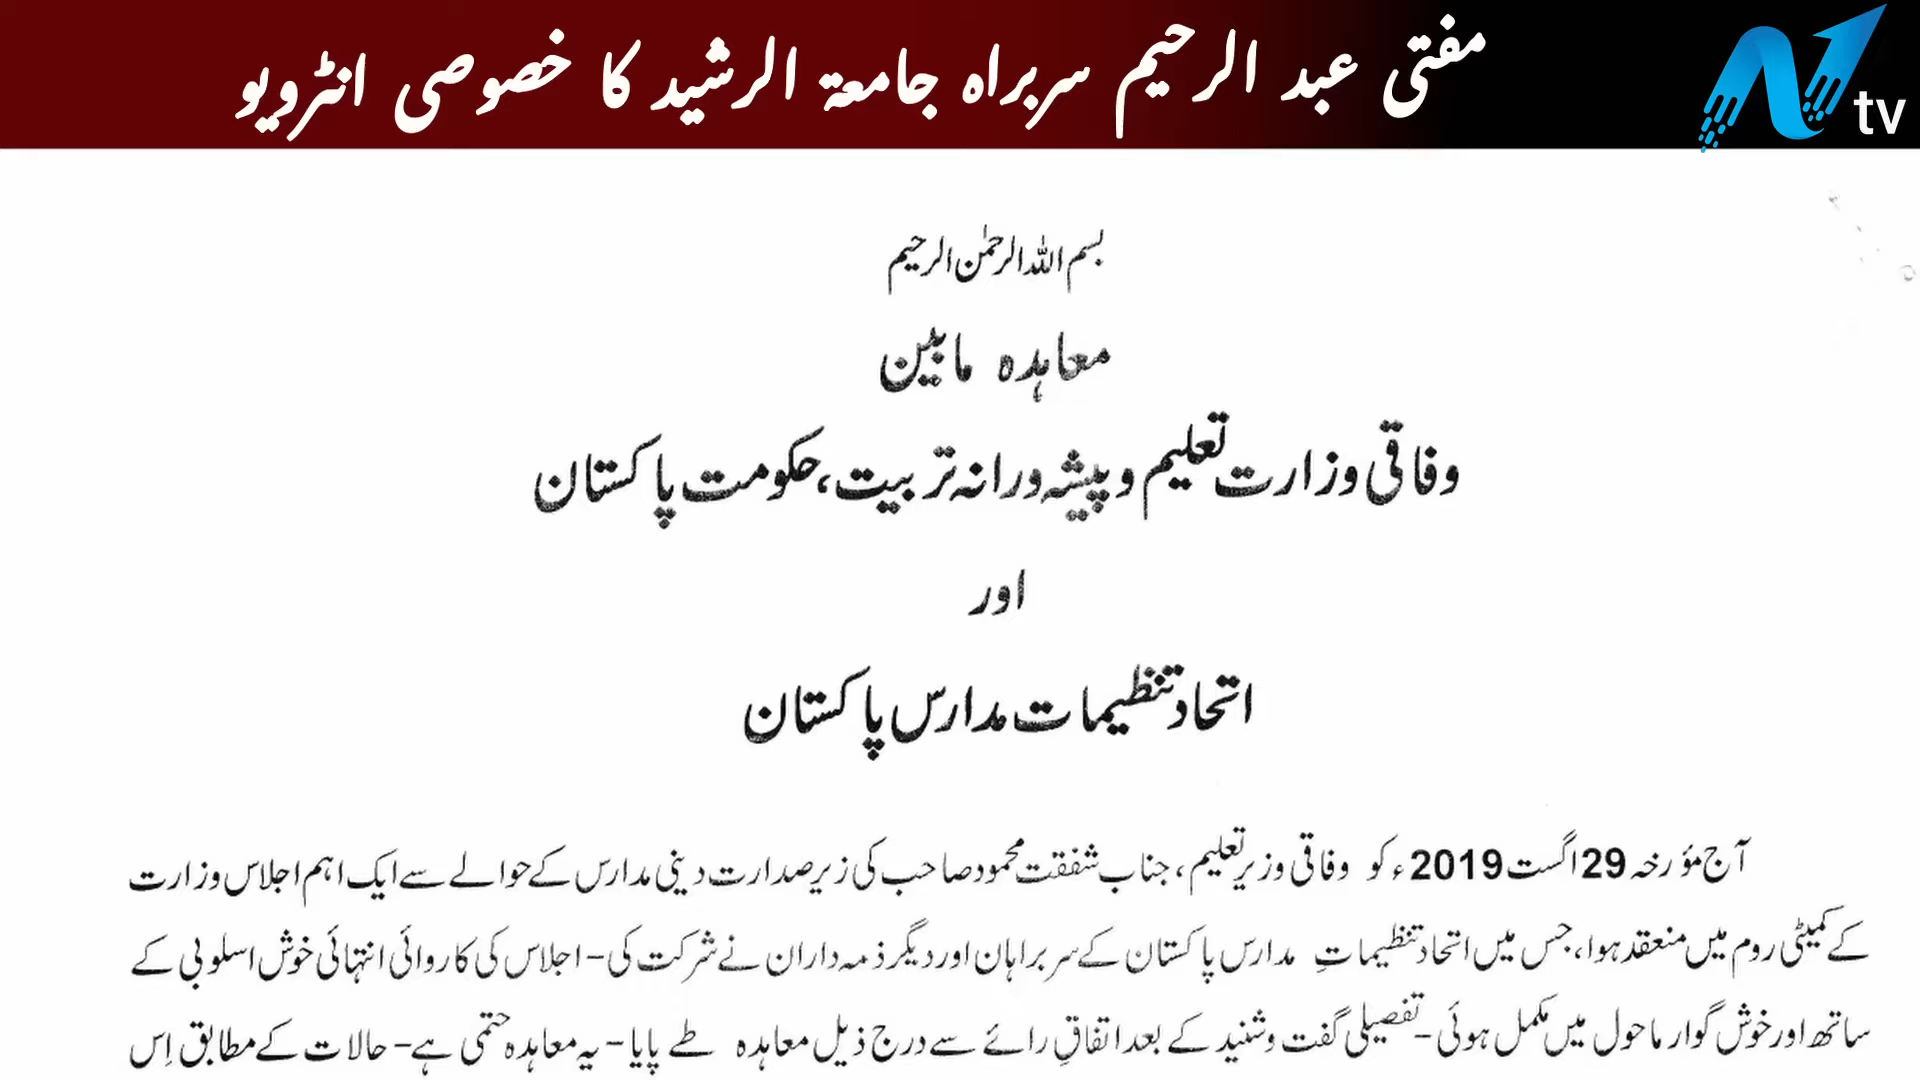 مفتی عبد الرحیم سربراہ جامعۃ الرشید کا خصوصی انٹرویو
N tv
بسم اللہ الرحمٰن الرحیم
معاہدہ مابین
وفاقی وزارت تعلیم و پیشہ ورانہ تربیت، حکومت پاکستان
اور
اتحاد تنظیمات مدارس پاکستان
آج مؤرخہ 29 اگست 2019ء کو وفاقی وزیرِ تعلیم، جناب شفقت محمود صاحب کی زیر صدارت دینی مدارس کے حوالے سے ایک اہم اجلاس وزارت
کے کمیٹی روم میں منعقد ہوا، جس میں اتحاد تنظیماتِ مدارس پاکستان کے سربراہان اور دیگر ذمہ داران نے شرکت کی- اجلاس کی کاروائی انتہائی خوش اسلوبی کے
ساتھ اور خوش گوار ماحول میں مکمل ہوئی- تفصیلی گفت و شنید کے بعد اتفاقِ رائے سے درج ذیل معاہدہ طے پایا- یہ معاہدہ حتمی ہے- حالات کے مطابق اِس